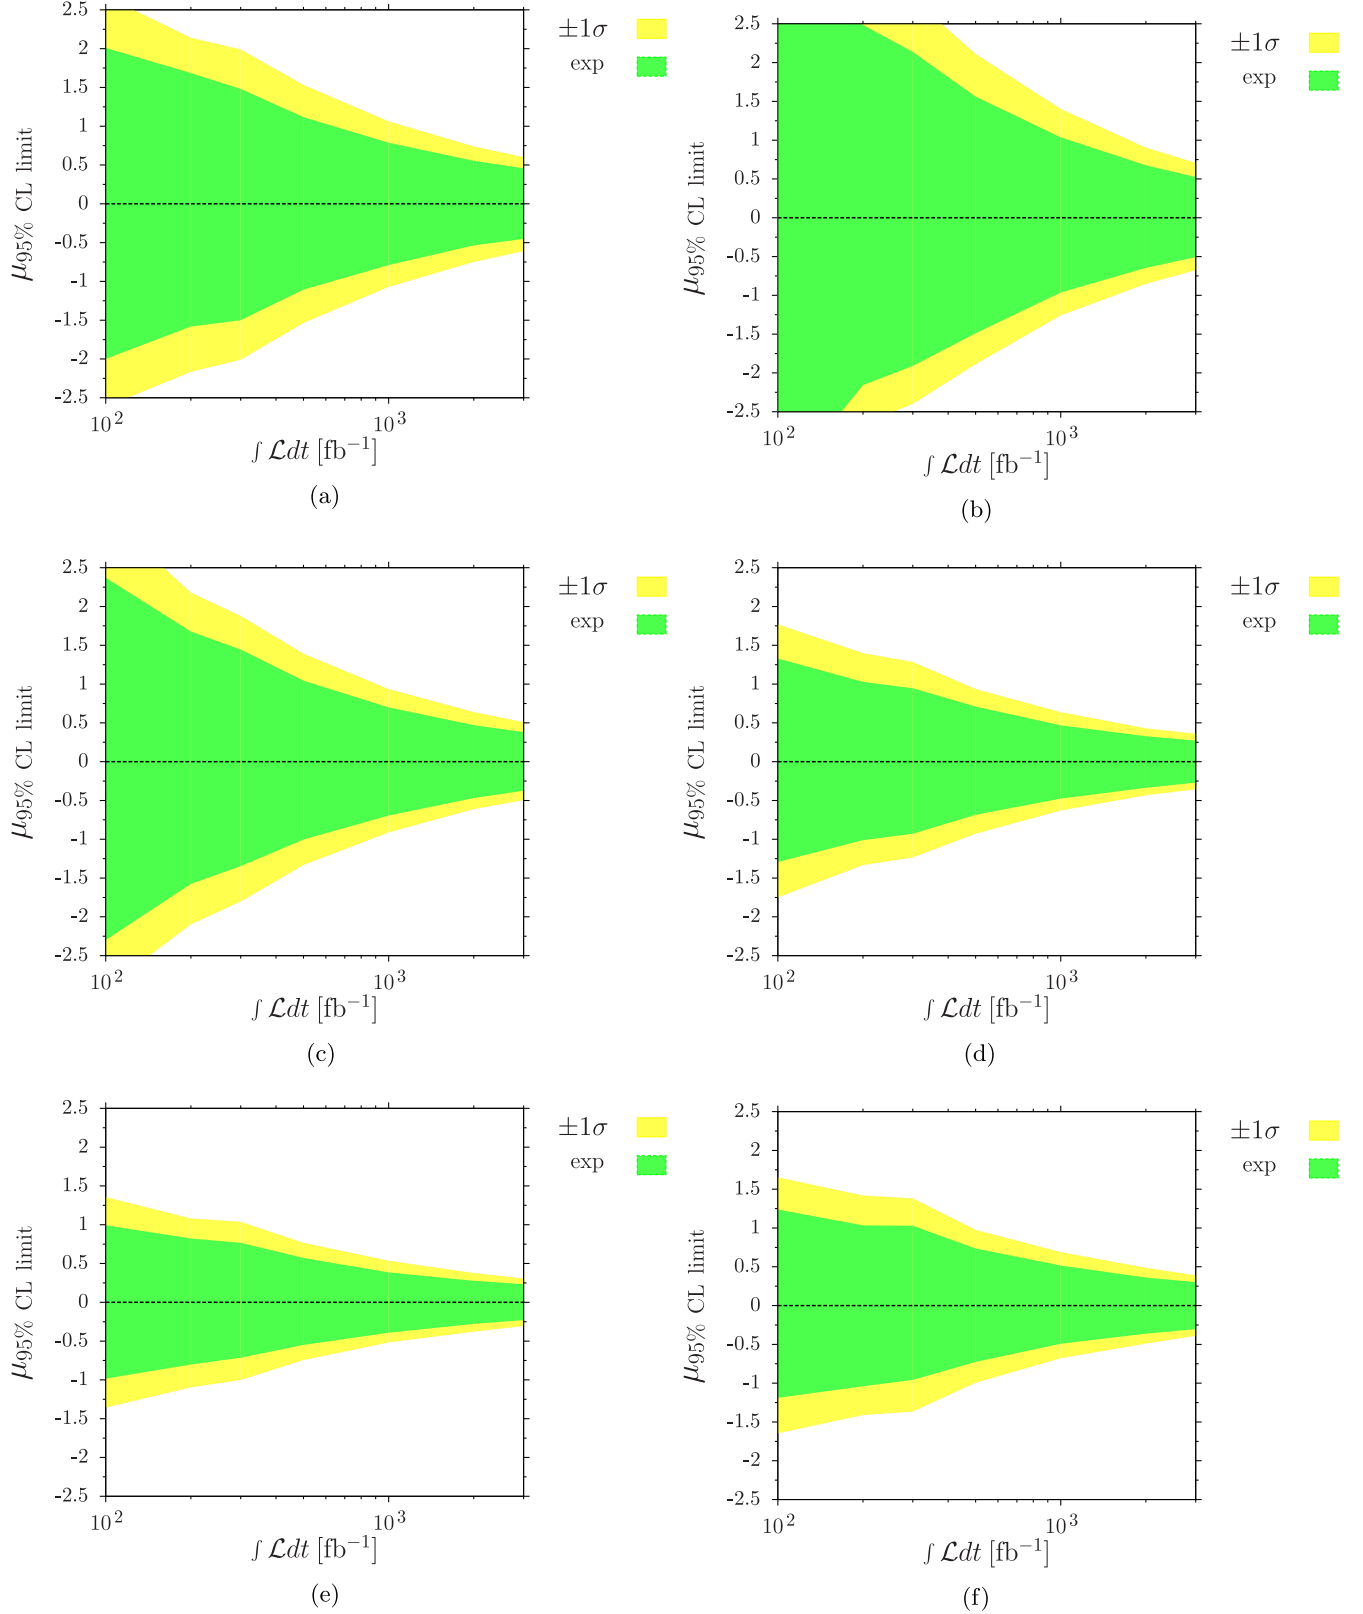 2.5
2
1.5
1
0.5
0
-0.5
-1
-1.5
-2
-2.5
μ95% CL limit
10² 10³
∫ ℒdt [fb⁻¹]
±1σ
exp
(a)
2.5
2
1.5
1
0.5
0
-0.5
-1
-1.5
-2
-2.5
μ95% CL limit
10² 10³
∫ ℒdt [fb⁻¹]
±1σ
exp
(b)
2.5
2
1.5
1
0.5
0
-0.5
-1
-1.5
-2
-2.5
μ95% CL limit
10² 10³
∫ ℒdt [fb⁻¹]
±1σ
exp
(c)
2.5
2
1.5
1
0.5
0
-0.5
-1
-1.5
-2
-2.5
μ95% CL limit
10² 10³
∫ ℒdt [fb⁻¹]
±1σ
exp
(d)
2.5
2
1.5
1
0.5
0
-0.5
-1
-1.5
-2
-2.5
μ95% CL limit
10² 10³
∫ ℒdt [fb⁻¹]
±1σ
exp
(e)
2.5
2
1.5
1
0.5
0
-0.5
-1
-1.5
-2
-2.5
μ95% CL limit
10² 10³
∫ ℒdt [fb⁻¹]
±1σ
exp
(f)